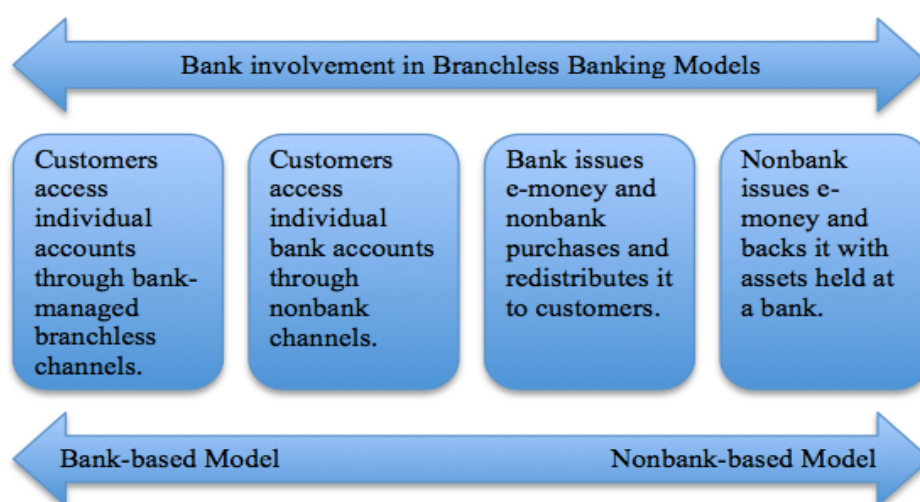 Bank involvement in Branchless Banking Models
Customers
access
individual
accounts
through bank-
managed
branchless
channels.
Customers
access
individual
bank accounts
through
nonbank
channels.
Bank issues
e-money and
nonbank
purchases and
redistributes it
to customers.
Nonbank
issues e-
money and
backs it with
assets held at
a bank.
Bank-based Model
Nonbank-based Model